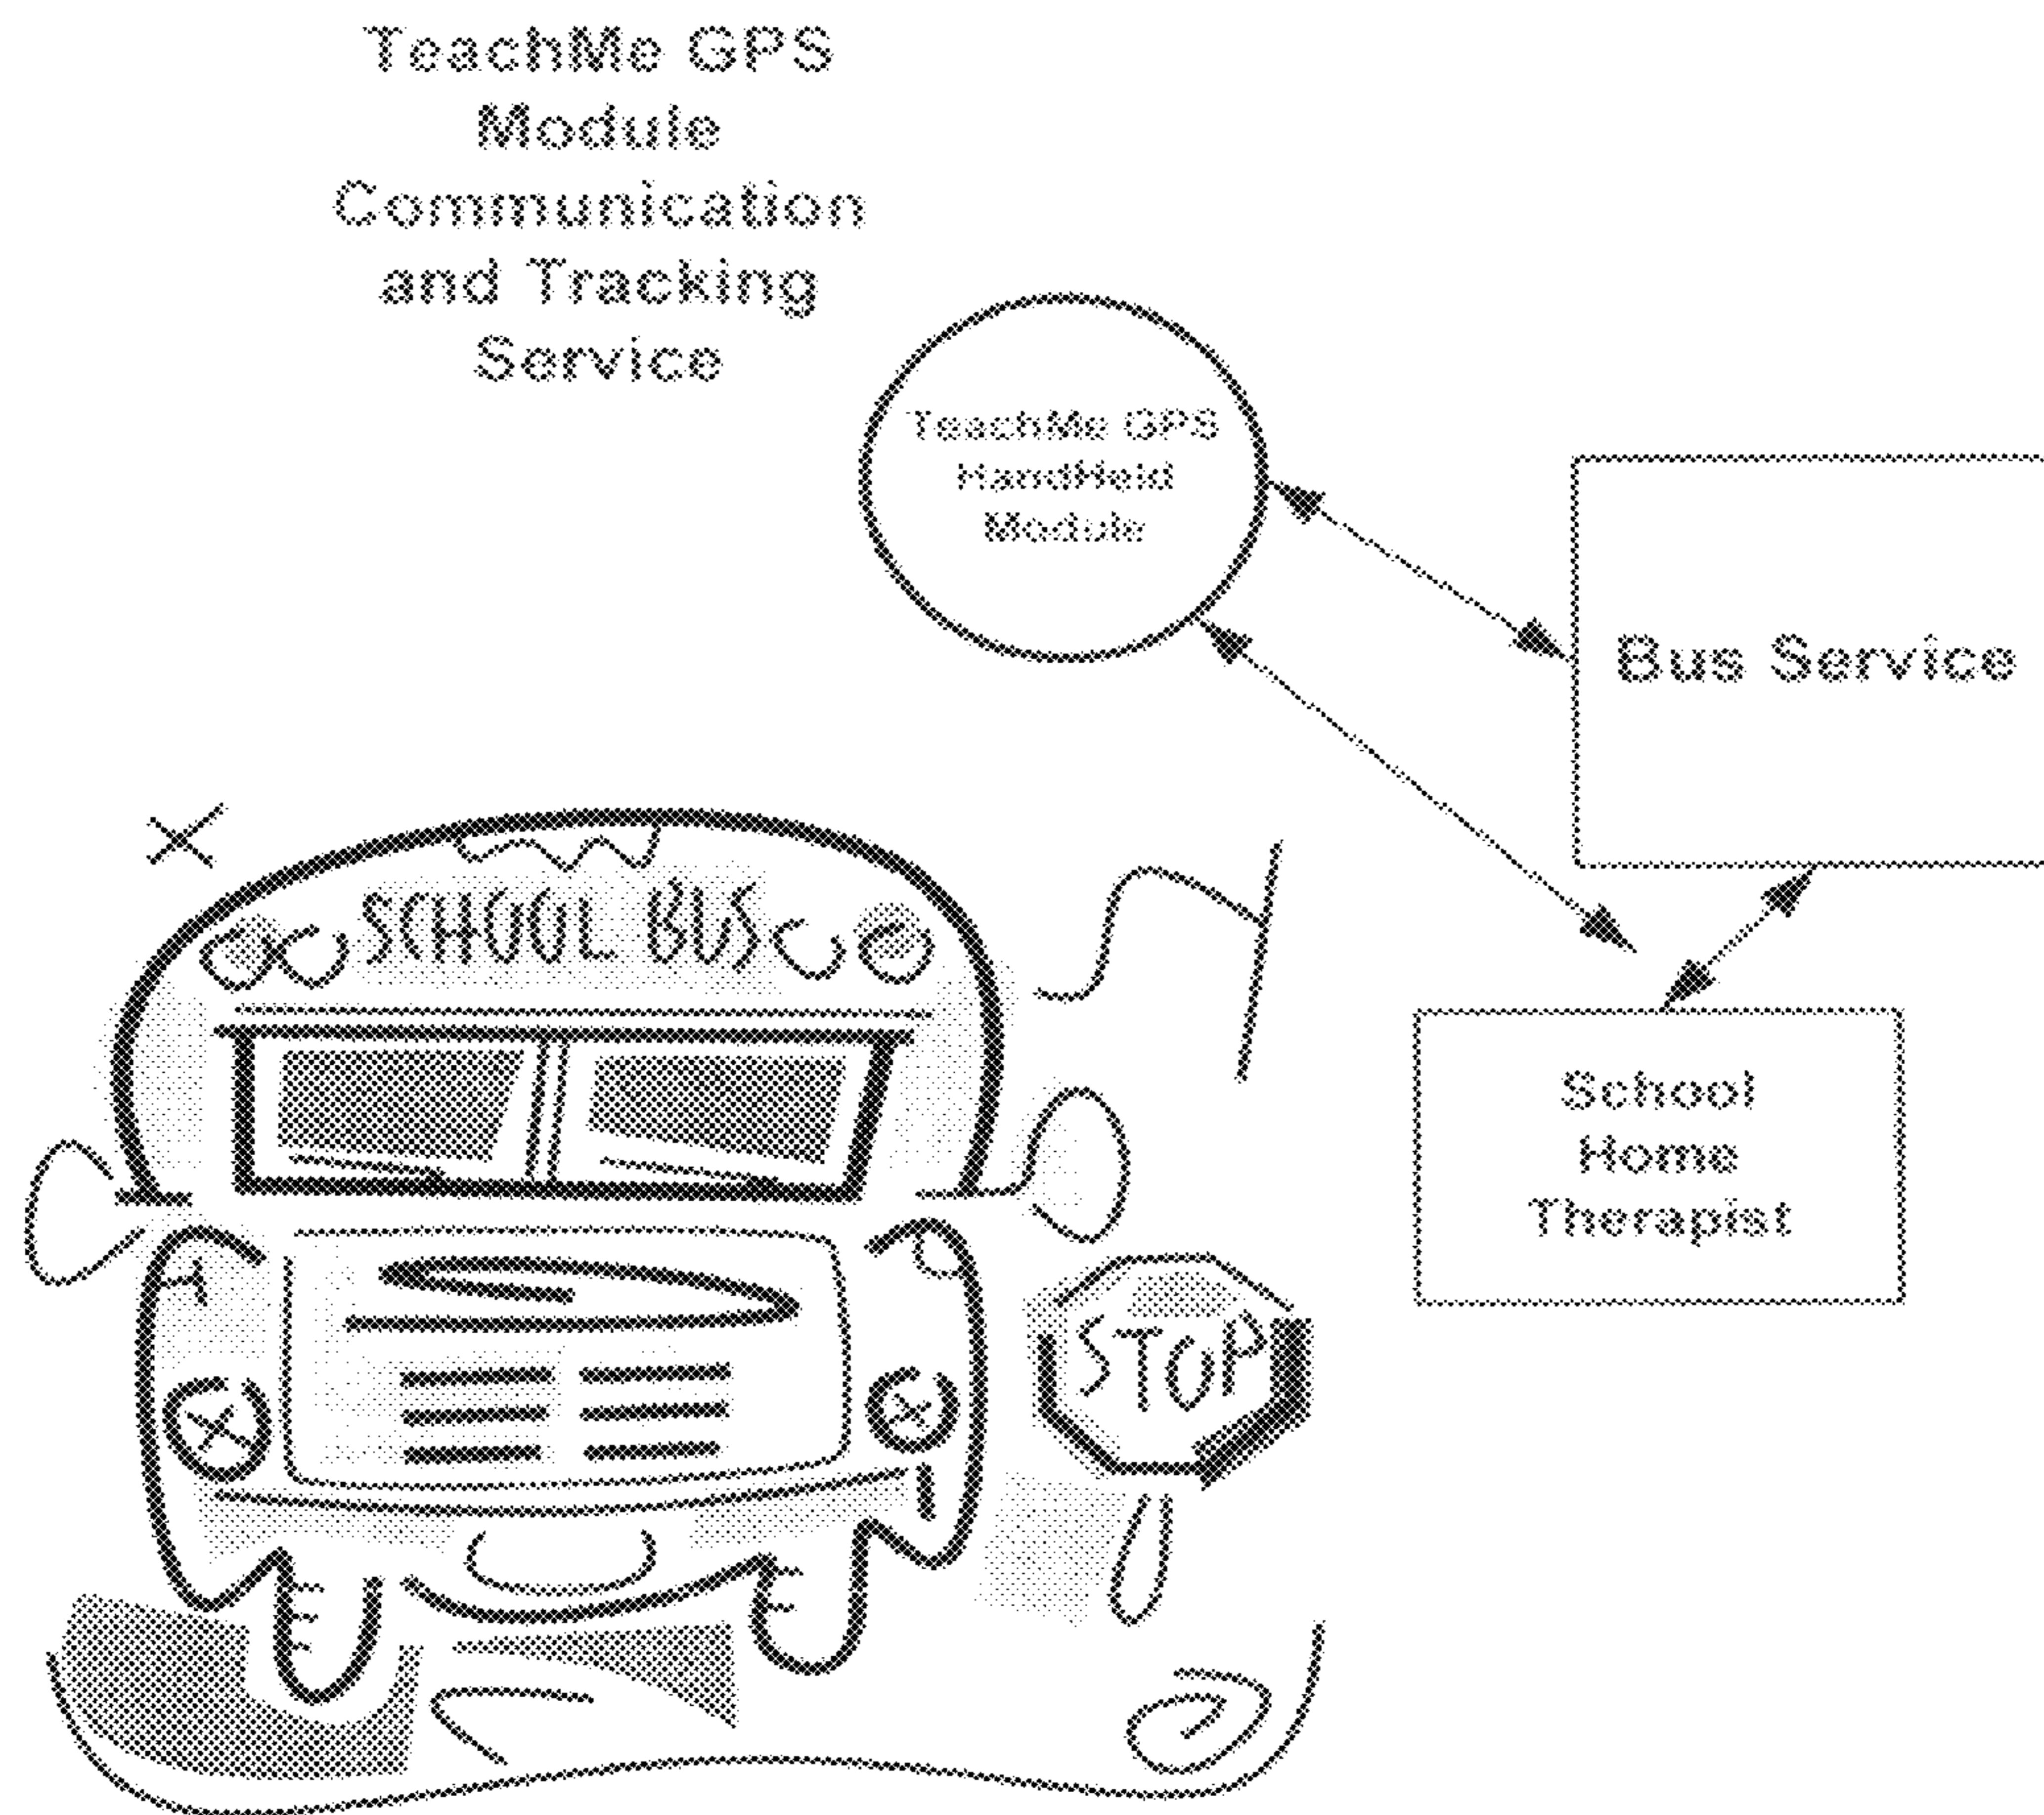 TeachMe GPS
Module
Communication
and Tracking
Service
TeachMe GPS
HandHeld
Module
Bus Service
SCHOOL BUS
School
Home
Therapist
STOP